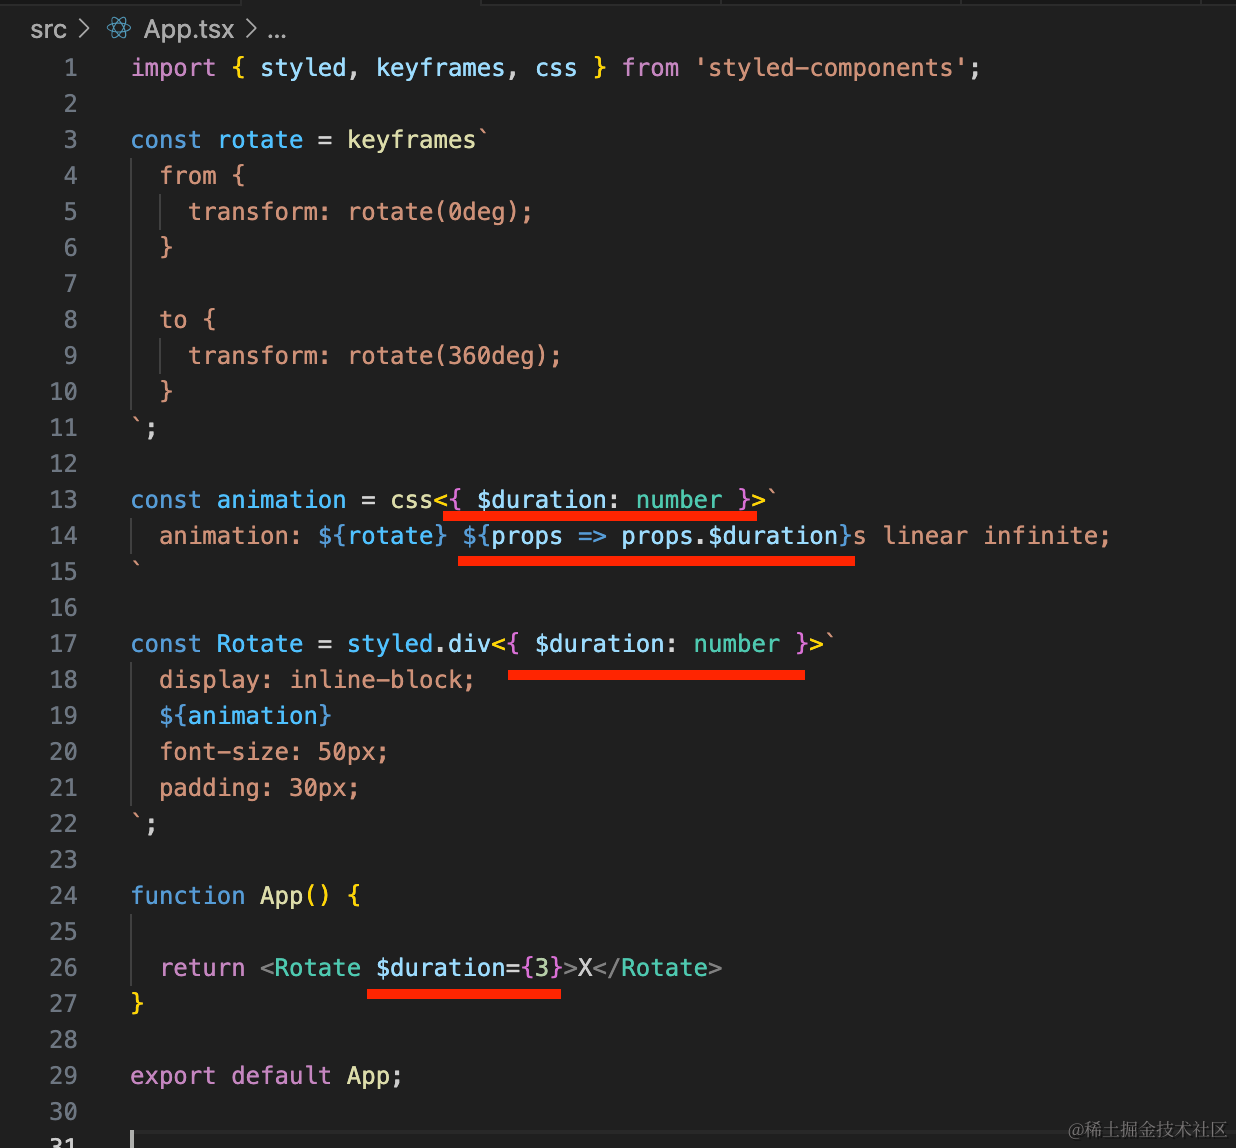 src > App.tsx > ...
1 import { styled, keyframes, css } from 'styled-components';
2
3 const rotate = keyframes`
4   from {
5     transform: rotate(0deg);
6   }
7
8   to {
9     transform: rotate(360deg);
10   }
11 `;
12
13 const animation = css<{ $duration: number }>`
14   animation: ${rotate} ${props => props.$duration}s linear infinite;
15 `
16
17 const Rotate = styled.div<{ $duration: number }>`
18   display: inline-block;
19   ${animation}
20   font-size: 50px;
21   padding: 30px;
22 `;
23
24 function App() {
25
26   return <Rotate $duration={3}>X</Rotate>
27 }
28
29 export default App;
30
31
@稀土掘金技术社区